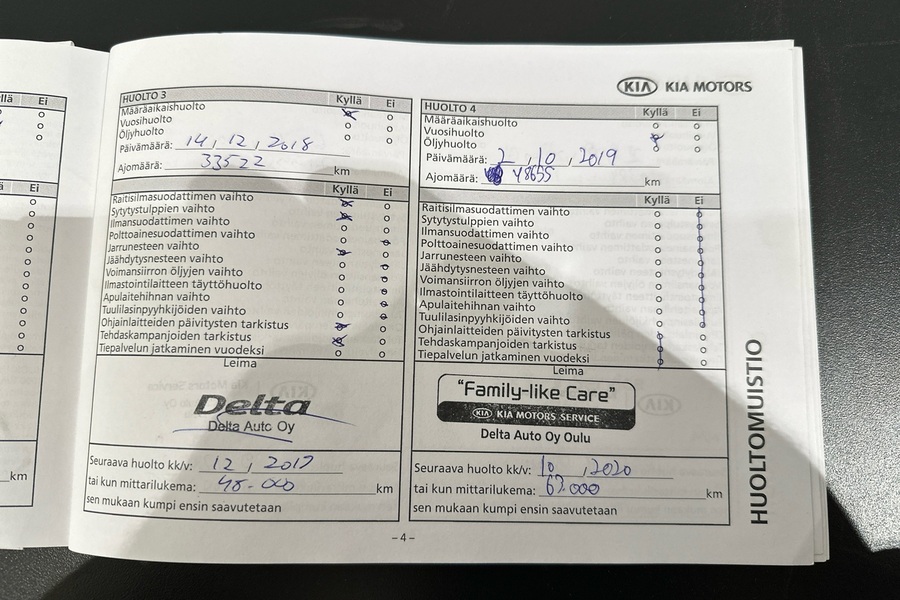 llä Ei
KIA KIA MOTORS
HUOLTO 3 Kyllä Ei
Määräaikaishuolto
Vuosihuolto
Öljyhuolto
Päivämäärä: 14, 12, 2018
Ajomäärä: 33522 km
Kyllä Ei
Raitisilmasuodattimen vaihto
Sytytystulppien vaihto
Ilmansuodattimen vaihto
Polttoainesuodattimen vaihto
Jarrunesteen vaihto
Jäähdytysnesteen vaihto
Voimansiirron öljyjen vaihto
Ilmastointilaitteen täyttöhuolto
Apulaitehihnan vaihto
Tuulilasinpyyhkijöiden vaihto
Ohjainlaitteiden päivitysten tarkistus
Tehdaskampanjoiden tarkistus
Tiepalvelun jatkaminen vuodeksi
Leima
Delta
Delta Auto Oy
Seuraava huolto kk/v: 12, 2017
tai kun mittarilukema: 48.000 km
sen mukaan kumpi ensin saavutetaan
HUOLTO 4 Kyllä Ei
Määräaikaishuolto
Vuosihuolto
Öljyhuolto
Päivämäärä: 2, 10, 2019
Ajomäärä: 48655 km
Kyllä Ei
Raitisilmasuodattimen vaihto
Sytytystulppien vaihto
Ilmansuodattimen vaihto
Polttoainesuodattimen vaihto
Jarrunesteen vaihto
Jäähdytysnesteen vaihto
Voimansiirron öljyjen vaihto
Ilmastointilaitteen täyttöhuolto
Apulaitehihnan vaihto
Tuulilasinpyyhkijöiden vaihto
Ohjainlaitteiden päivitysten tarkistus
Tehdaskampanjoiden tarkistus
Tiepalvelun jatkaminen vuodeksi
Leima
"Family-like Care"
KIA KIA MOTORS SERVICE
Delta Auto Oy Oulu
Seuraava huolto kk/v: 10, 2020
tai kun mittarilukema: 63.000 km
sen mukaan kumpi ensin saavutetaan
HUOLTOMUISTIO
ä Ei
km
– 4 –